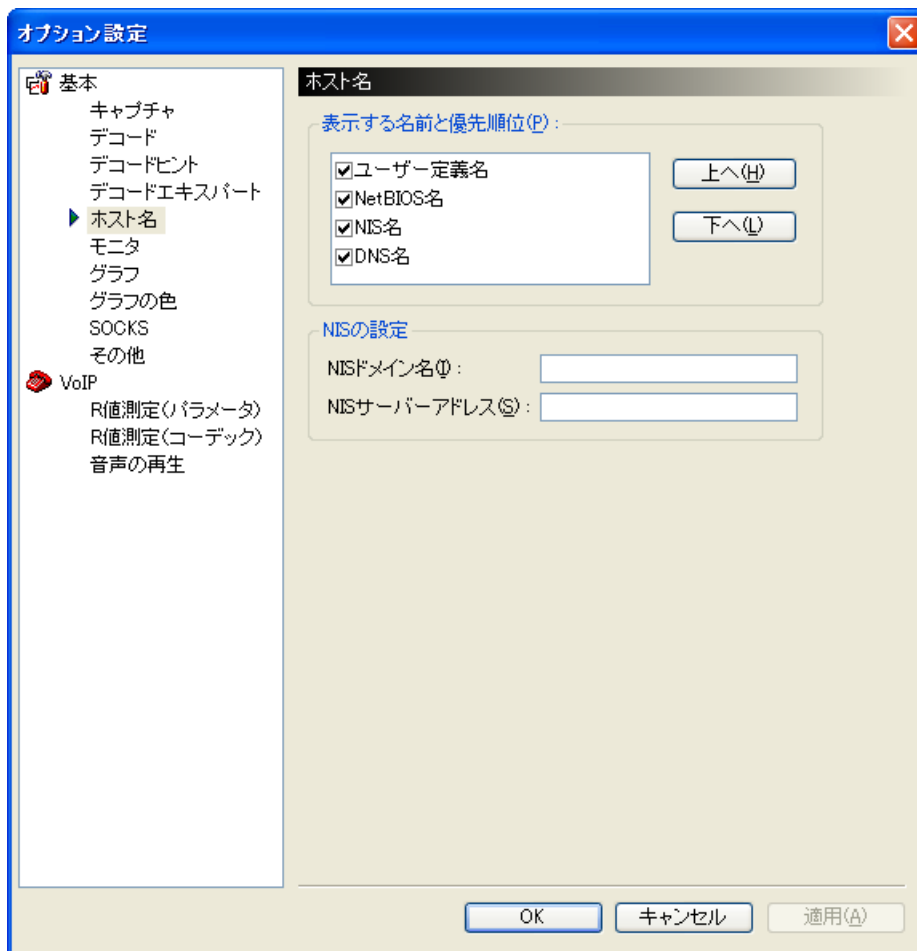 オプション設定
基本
キャプチャ
デコード
デコードヒント
デコードエキスパート
ホスト名
モニタ
グラフ
グラフの色
SOCKS
その他
VoIP
R値測定(パラメータ)
R値測定(コーデック)
音声の再生
ホスト名
表示する名前と優先順位(P):
ユーザー定義名
NetBIOS名
NIS名
DNS名
上へ(H)
下へ(L)
NISの設定
NISドメイン名(I):
NISサーバーアドレス(S):
OK
キャンセル
適用(A)